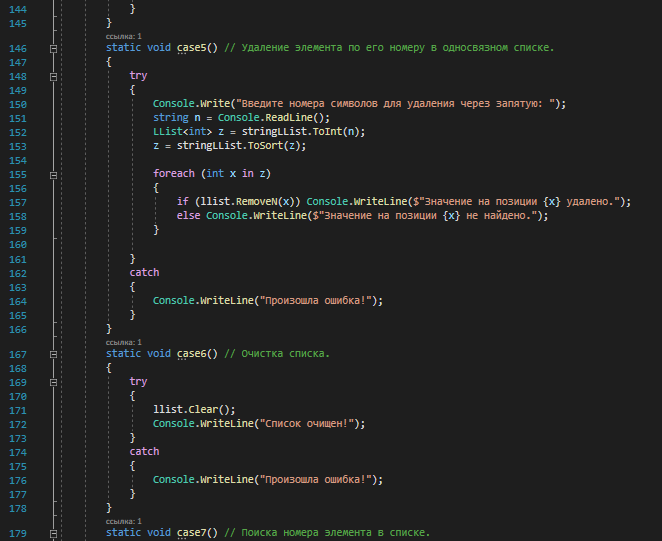 144 }
145 }
ссылка: 1
146 static void case5() // Удаление элемента по его номеру в односвязном списке.
147 {
148 try
149 {
150 Console.Write("Введите номера символов для удаления через запятую: ");
151 string n = Console.ReadLine();
152 LList<int> z = stringLList.ToInt(n);
153 z = stringLList.ToSort(z);
154
155 foreach (int x in z)
156 {
157 if (llist.RemoveN(x)) Console.WriteLine($"Значение на позиции {x} удалено.");
158 else Console.WriteLine($"Значение на позиции {x} не найдено.");
159 }
160
161 }
162 catch
163 {
164 Console.WriteLine("Произошла ошибка!");
165 }
166 }
ссылка: 1
167 static void case6() // Очистка списка.
168 {
169 try
170 {
171 llist.Clear();
172 Console.WriteLine("Список очищен!");
173 }
174 catch
175 {
176 Console.WriteLine("Произошла ошибка!");
177 }
178 }
ссылка: 1
179 static void case7() // Поиска номера элемента в списке.